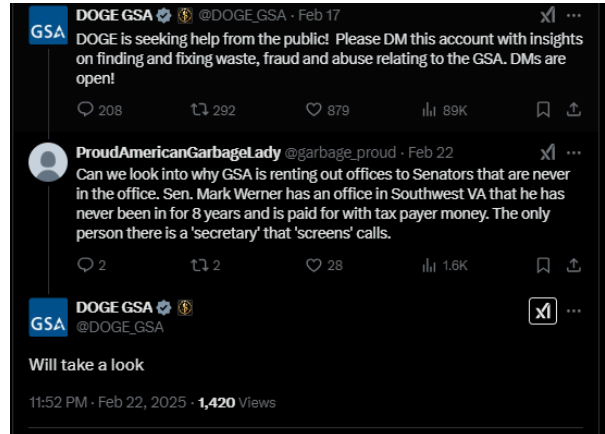 GSA
DOGE GSA @DOGE_GSA · Feb 17
DOGE is seeking help from the public! Please DM this account with insights
on finding and fixing waste, fraud and abuse relating to the GSA. DMs are
open!
208 292 879 89K
ProudAmericanGarbageLady @garbage_proud · Feb 22
Can we look into why GSA is renting out offices to Senators that are never
in the office. Sen. Mark Werner has an office in Southwest VA that he has
never been in for 8 years and is paid for with tax payer money. The only
person there is a 'secretary' that 'screens' calls.
2 2 28 1.6K
GSA
DOGE GSA
@DOGE_GSA
Will take a look
11:52 PM · Feb 22, 2025 · 1,420 Views